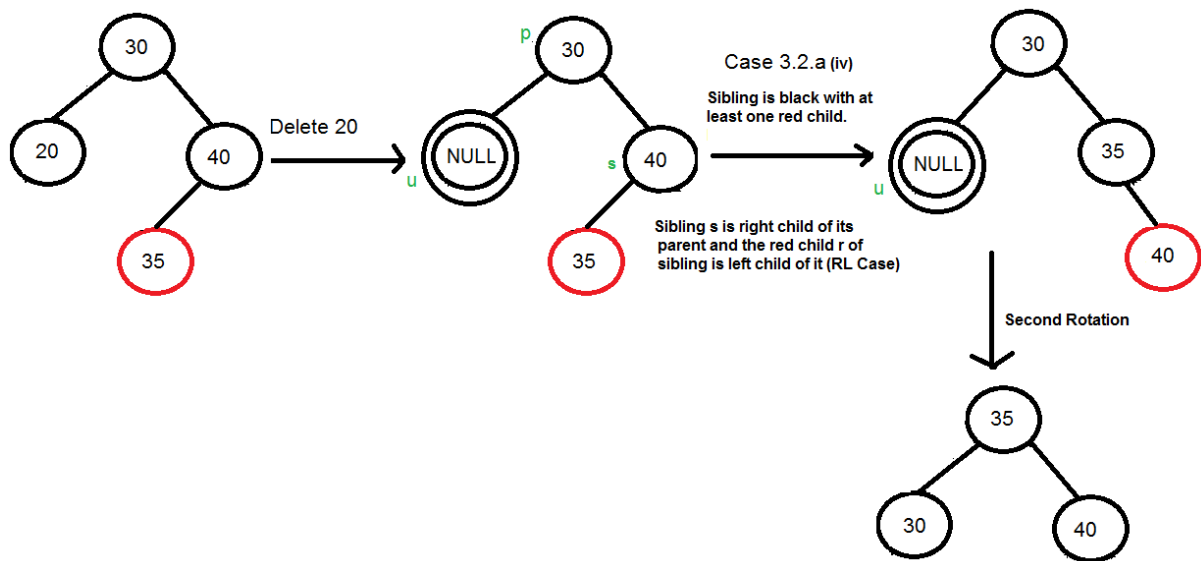 30
20
40
35
Delete 20
p
30
NULL
u
s
40
35
Case 3.2.a (iv)
Sibling is black with at
least one red child.
Sibling s is right child of its
parent and the red child r of
sibling is left child of it (RL Case)
30
NULL
u
35
40
Second Rotation
35
30
40